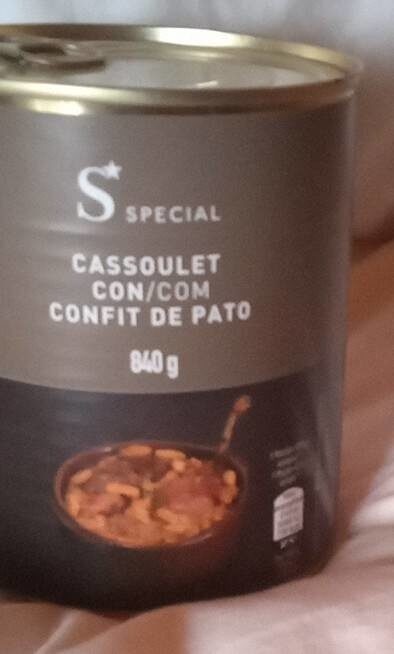 S SPECIAL
CASSOULET
CON/COM
CONFIT DE PATO
840 g